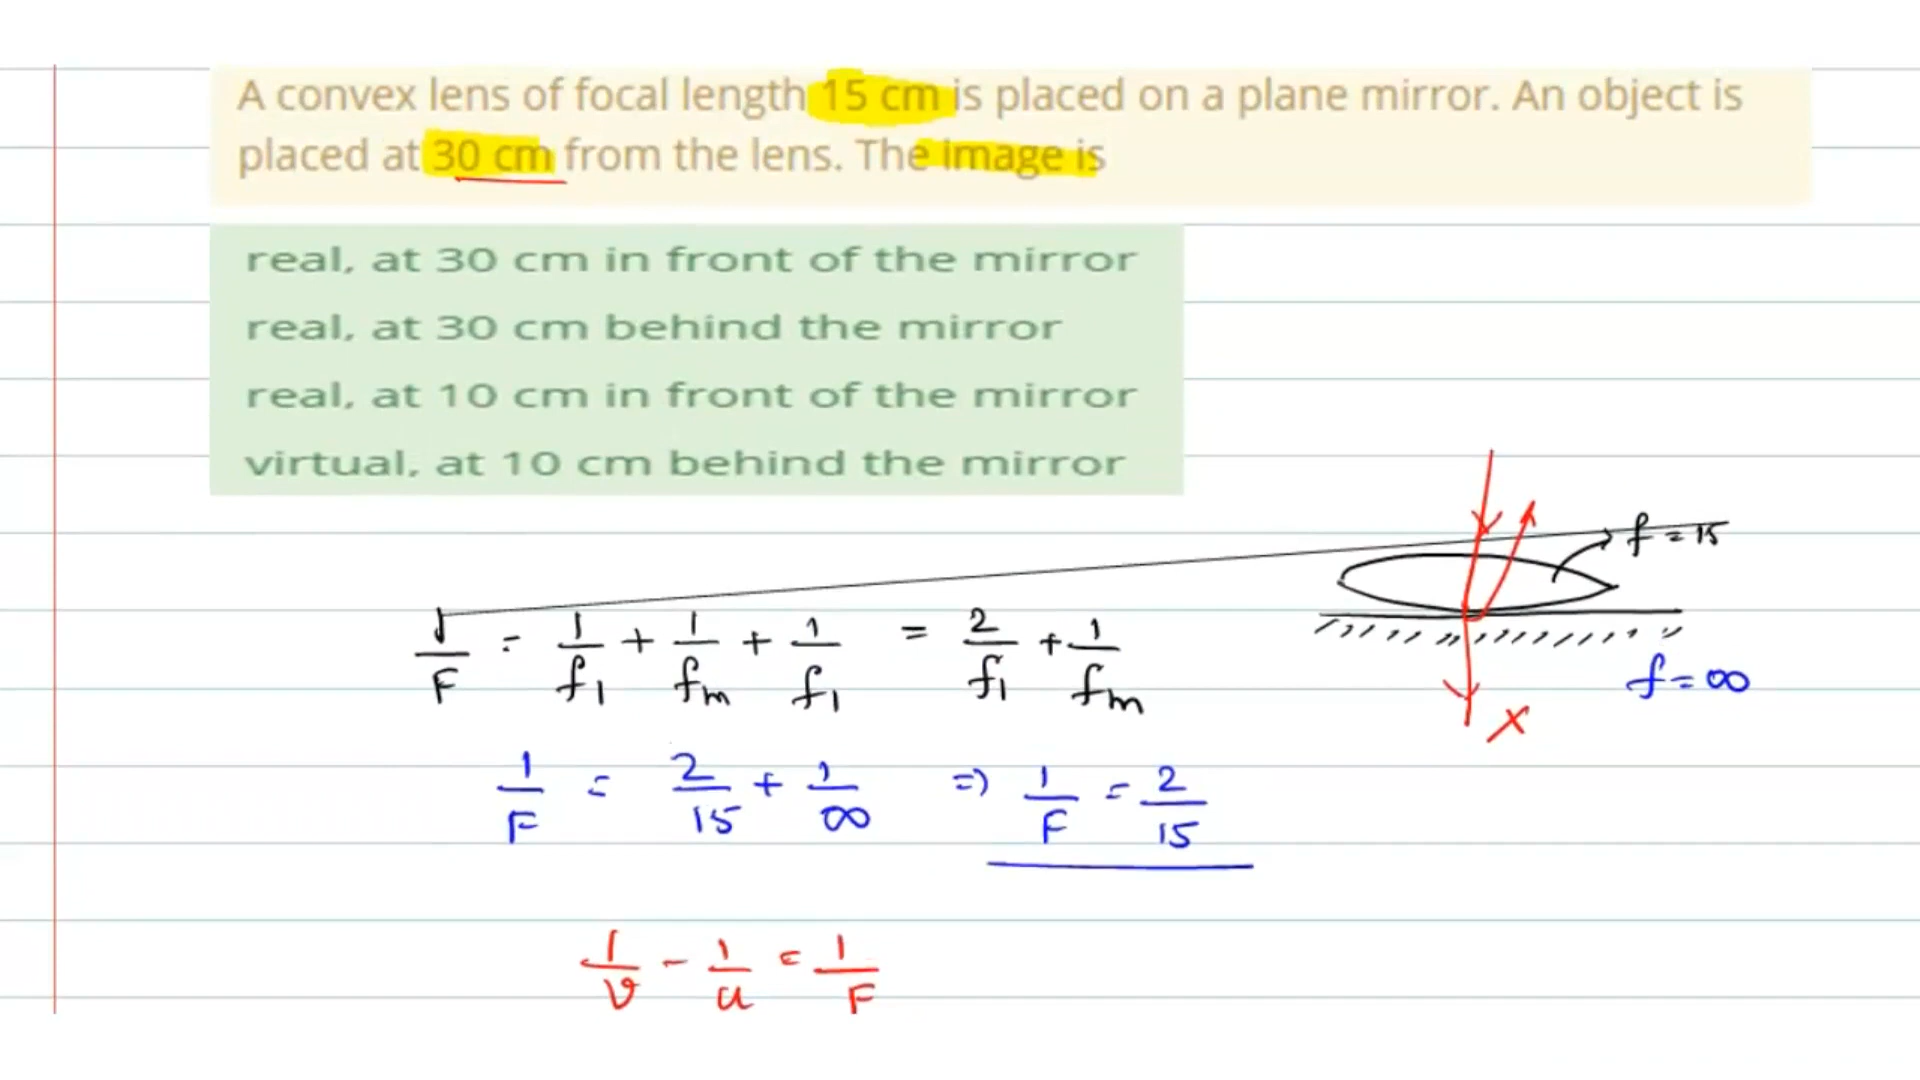 A convex lens of focal length 15 cm is placed on a plane mirror. An object is
placed at 30 cm from the lens. The image is
real, at 30 cm in front of the mirror
real, at 30 cm behind the mirror
real, at 10 cm in front of the mirror
virtual, at 10 cm behind the mirror
f = 15
1/F = 1/f₁ + 1/fm + 1/f₁ = 2/f₁ + 1/fm
f = ∞
x
1/F = 2/15 + 1/∞ ⇒ 1/F = 2/15
1/v - 1/u = 1/F